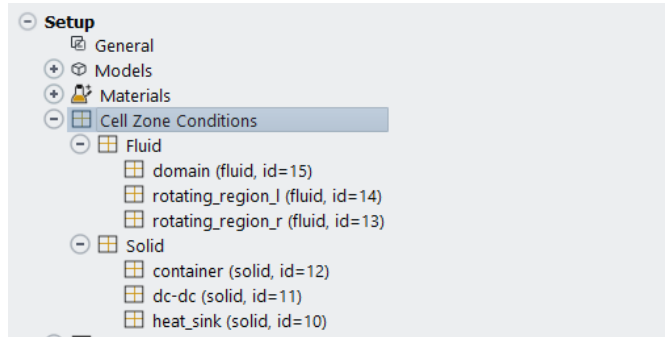 Setup
General
Models
Materials
Cell Zone Conditions
Fluid
domain (fluid, id=15)
rotating_region_l (fluid, id=14)
rotating_region_r (fluid, id=13)
Solid
container (solid, id=12)
dc-dc (solid, id=11)
heat_sink (solid, id=10)